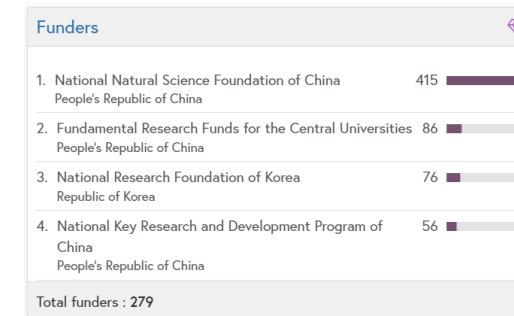 Funders
1. National Natural Science Foundation of China 415
People's Republic of China
2. Fundamental Research Funds for the Central Universities 86
People's Republic of China
3. National Research Foundation of Korea 76
Republic of Korea
4. National Key Research and Development Program of 56
China
People's Republic of China
Total funders : 279